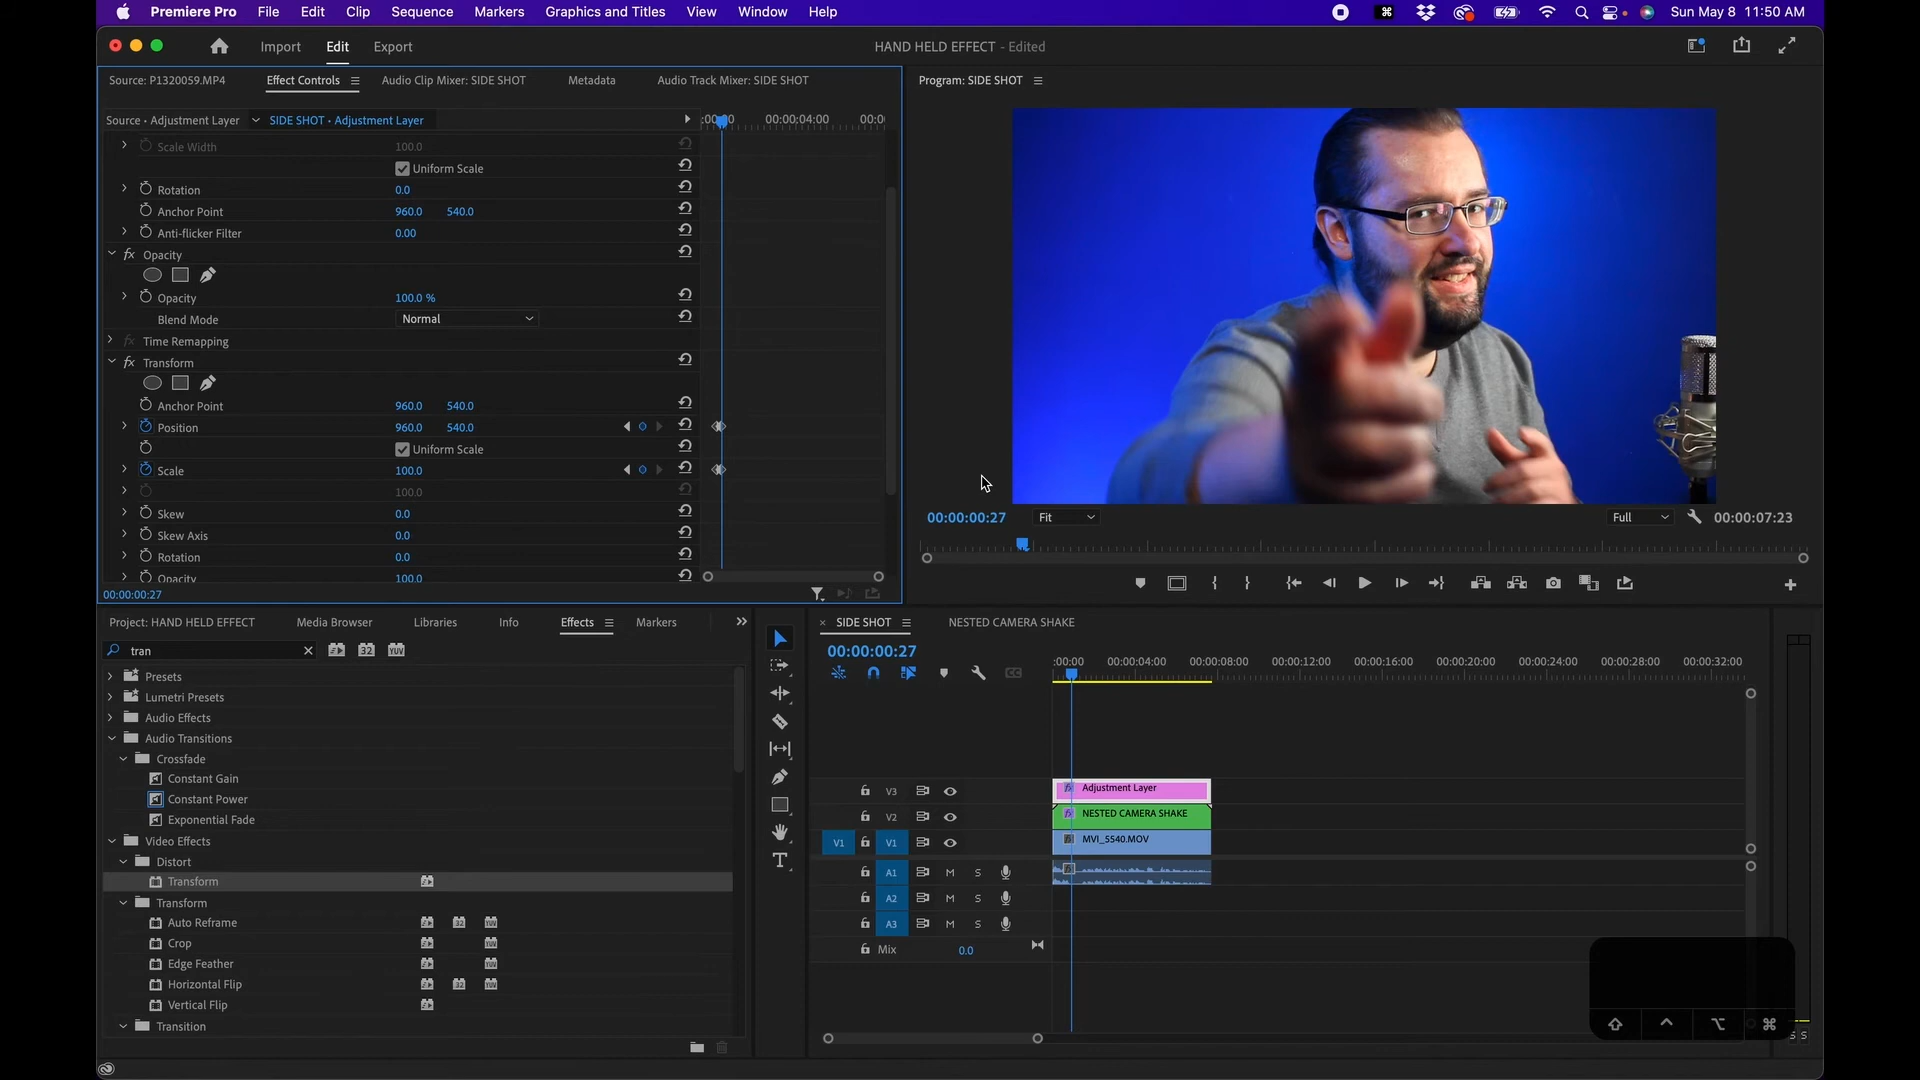 Premiere Pro File Edit Clip Sequence Markers Graphics and Titles View Window Help Sun May 8 11:50 AM
Import Edit Export HAND HELD EFFECT - Edited
Source: P1320059.MP4 Effect Controls Audio Clip Mixer: SIDE SHOT Metadata Audio Track Mixer: SIDE SHOT
Program: SIDE SHOT
Source • Adjustment Layer SIDE SHOT • Adjustment Layer :00:00 00:00:04:00 00:0
Scale Width 100.0
Uniform Scale
Rotation 0.0
Anchor Point 960.0 540.0
Anti-flicker Filter 0.00
fx Opacity
Opacity 100.0 %
Blend Mode Normal
fx Time Remapping
fx Transform
Anchor Point 960.0 540.0
Position 960.0 540.0
Uniform Scale
Scale 100.0
100.0
Skew 0.0
Skew Axis 0.0
Rotation 0.0
Opacity 100.0
00:00:00:27
00:00:00:27 Fit Full 00:00:07:23
Project: HAND HELD EFFECT Media Browser Libraries Info Effects Markers
tran 32 YUV
Presets
Lumetri Presets
Audio Effects
Audio Transitions
Crossfade
Constant Gain
Constant Power
Exponential Fade
Video Effects
Distort
Transform
Transform
Auto Reframe
Crop
Edge Feather
Horizontal Flip
Vertical Flip
Transition
SIDE SHOT NESTED CAMERA SHAKE
00:00:00:27
:00:00 00:00:04:00 00:00:08:00 00:00:12:00 00:00:16:00 00:00:20:00 00:00:24:00 00:00:28:00 00:00:32:00
V3 fx Adjustment Layer
V2 fx NESTED CAMERA SHAKE
V1 V1 fx MVI_5540.MOV
A1 M S
A2 M S
A3 M S
Mix 0.0
S S